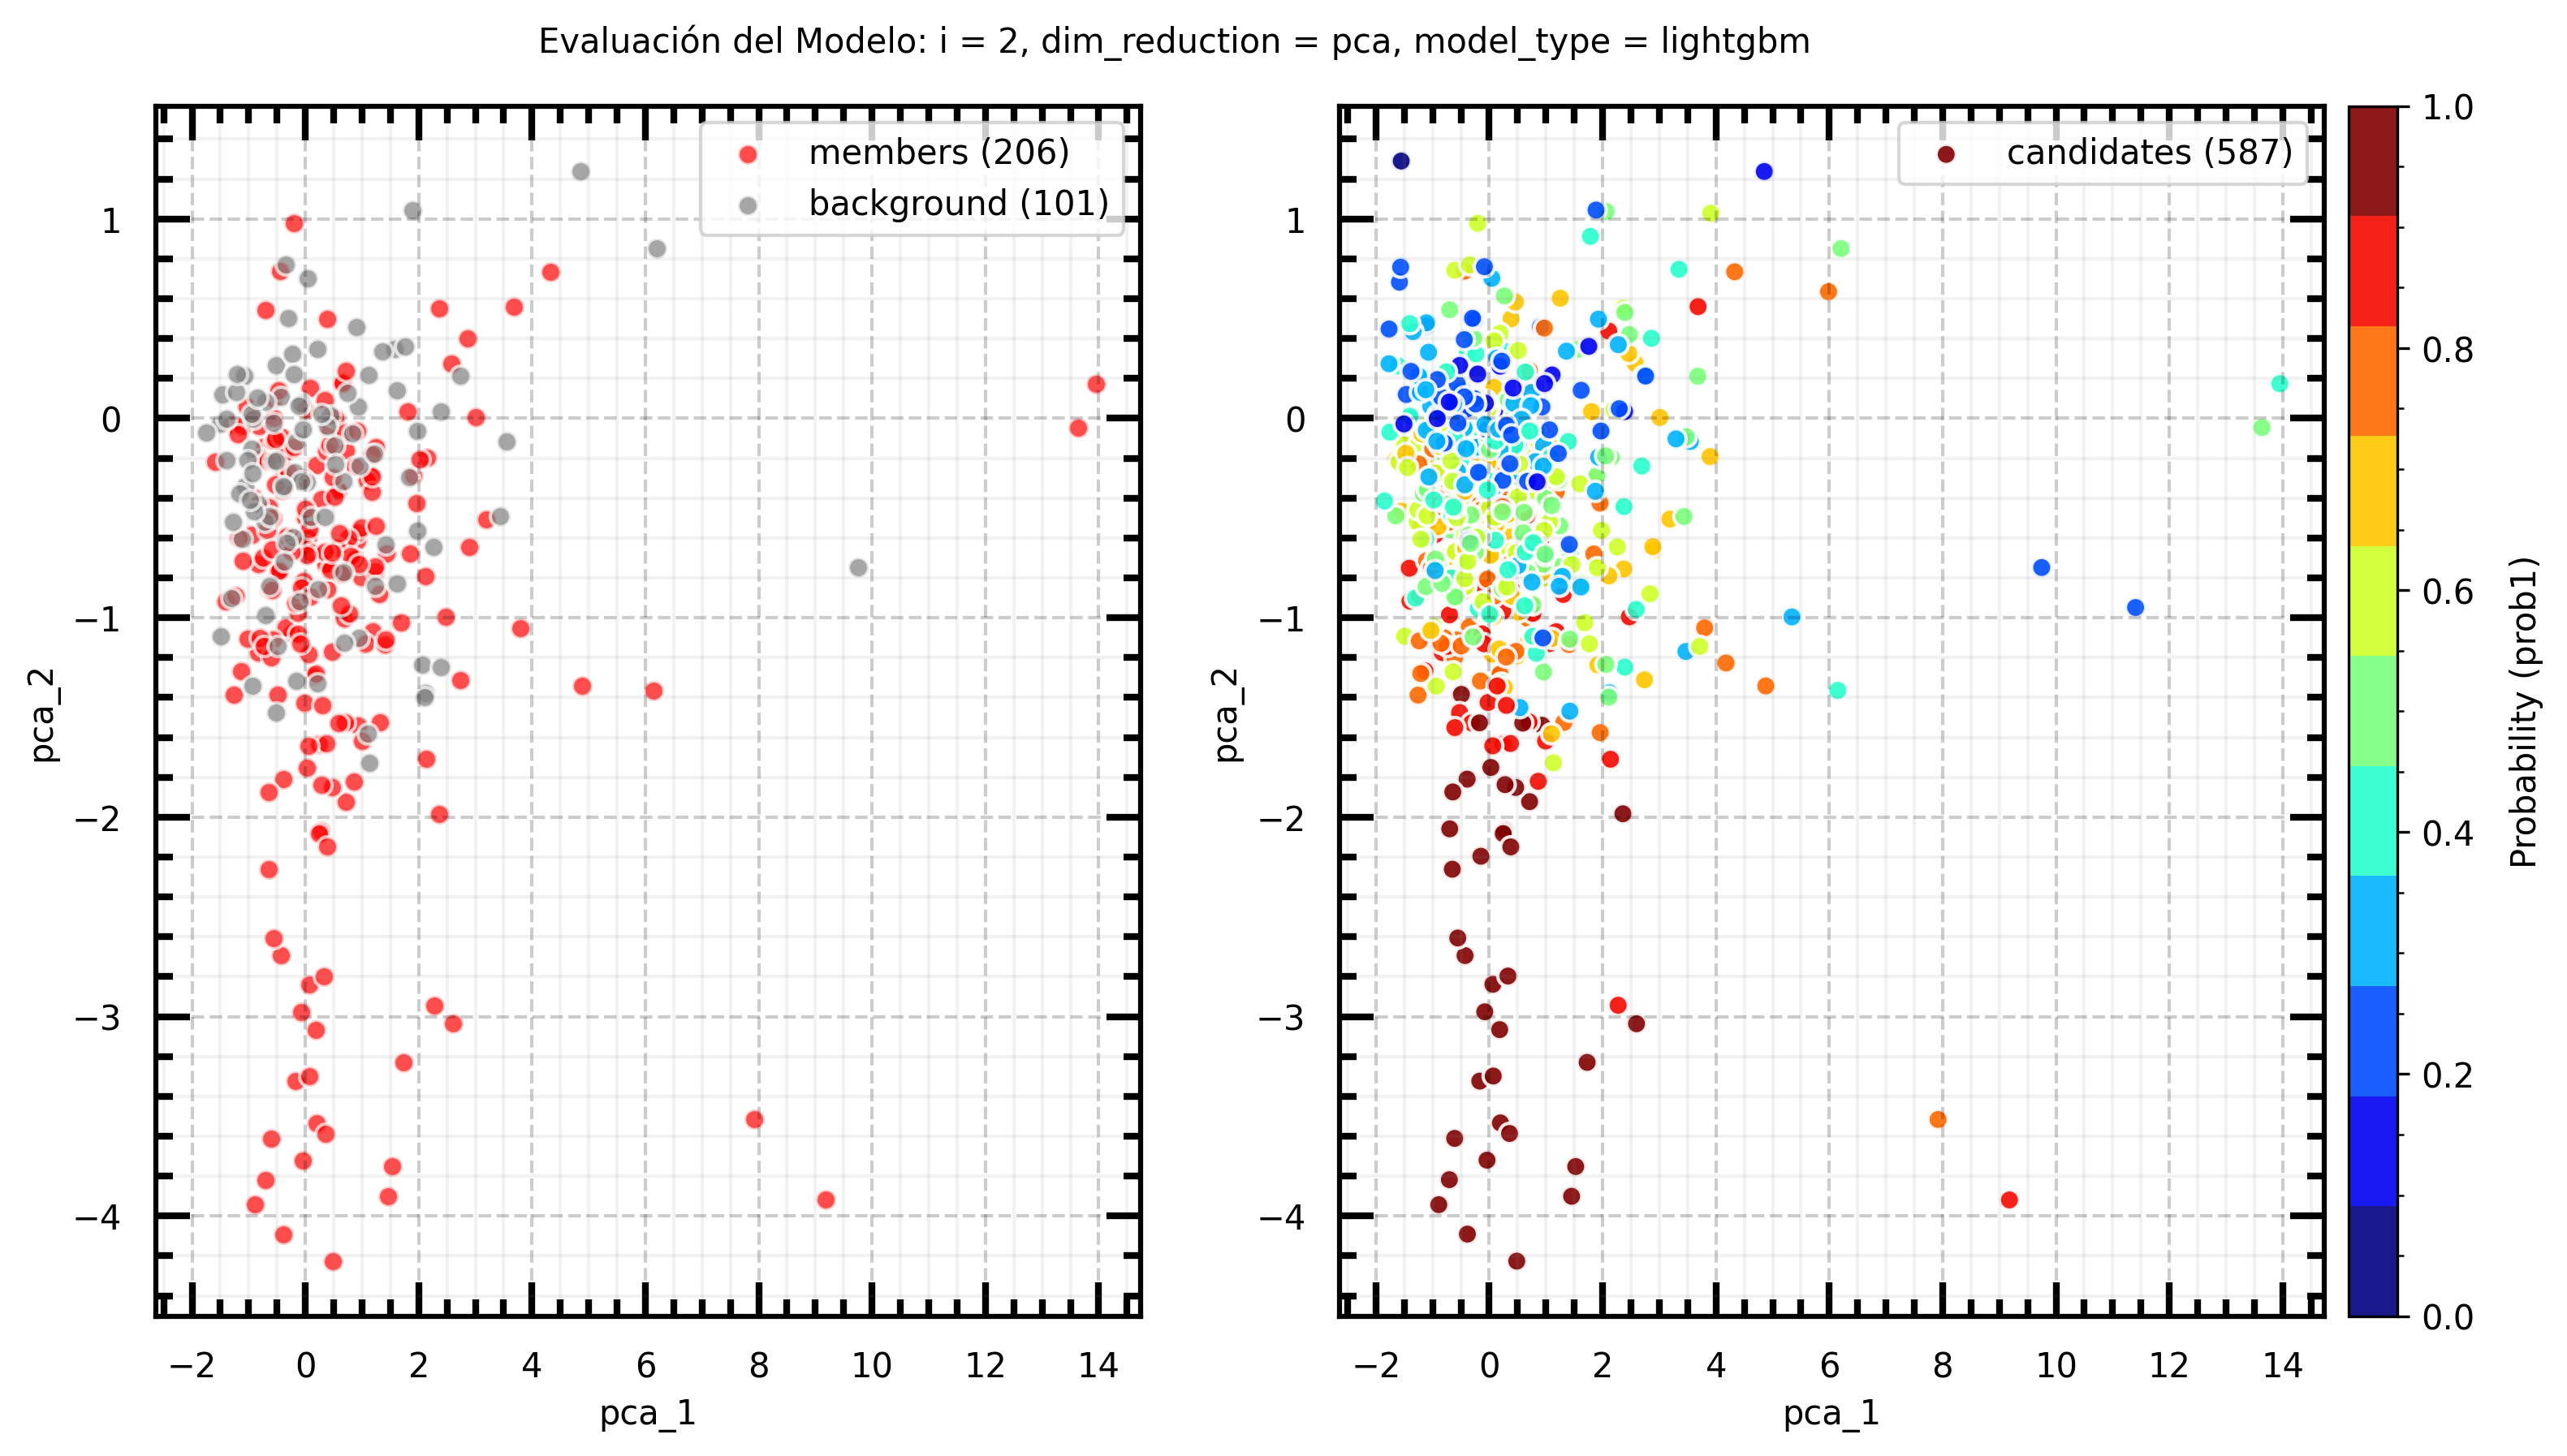 Evaluación del Modelo: i = 2, dim_reduction = pca, model_type = lightgbm
members (206)
background (101)
1
0
−1
−2
−3
−4
pca_2
−2 0 2 4 6 8 10 12 14
pca_1
candidates (587)
1
0
−1
−2
−3
−4
pca_2
−2 0 2 4 6 8 10 12 14
pca_1
1.0
0.8
0.6
0.4
0.2
0.0
Probability (prob1)